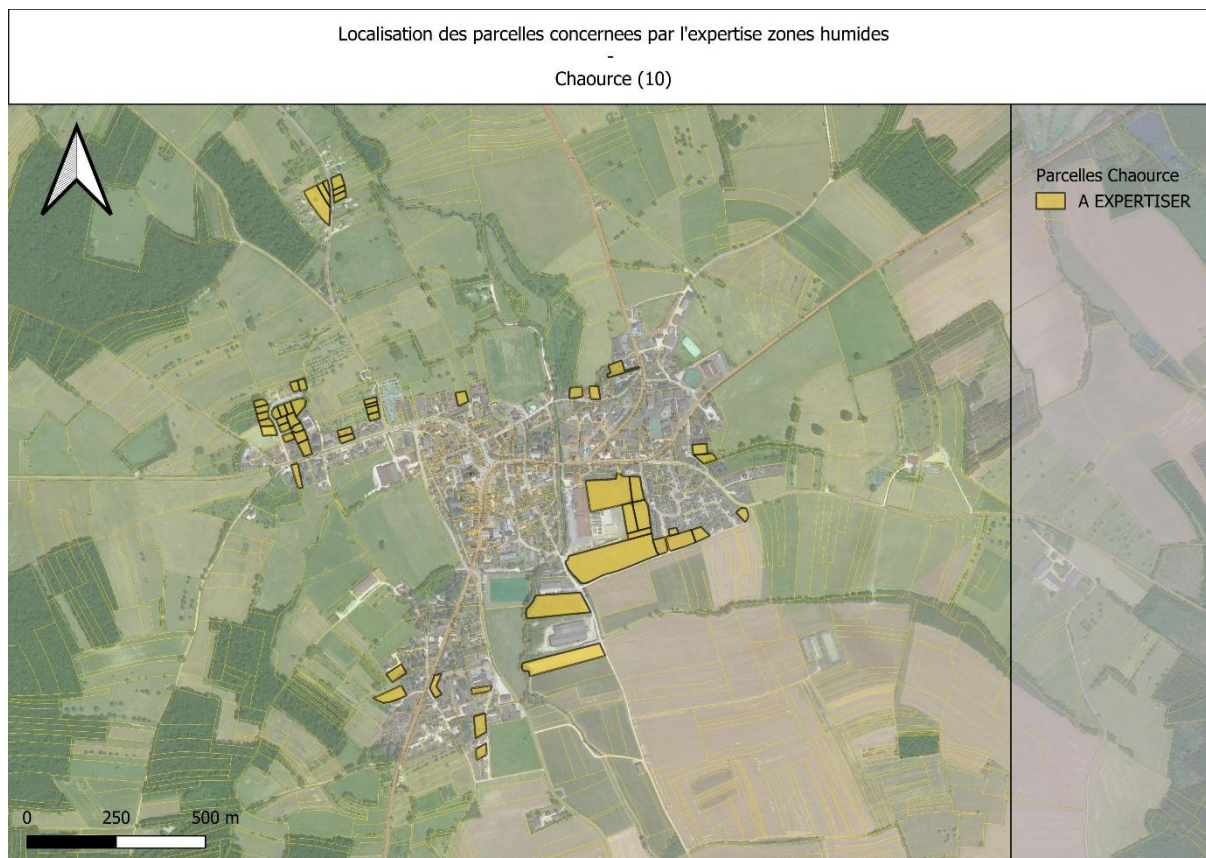 Localisation des parcelles concernees par l'expertise zones humides
-
Chaource (10)
Parcelles Chaource
A EXPERTISER
0 250 500 m